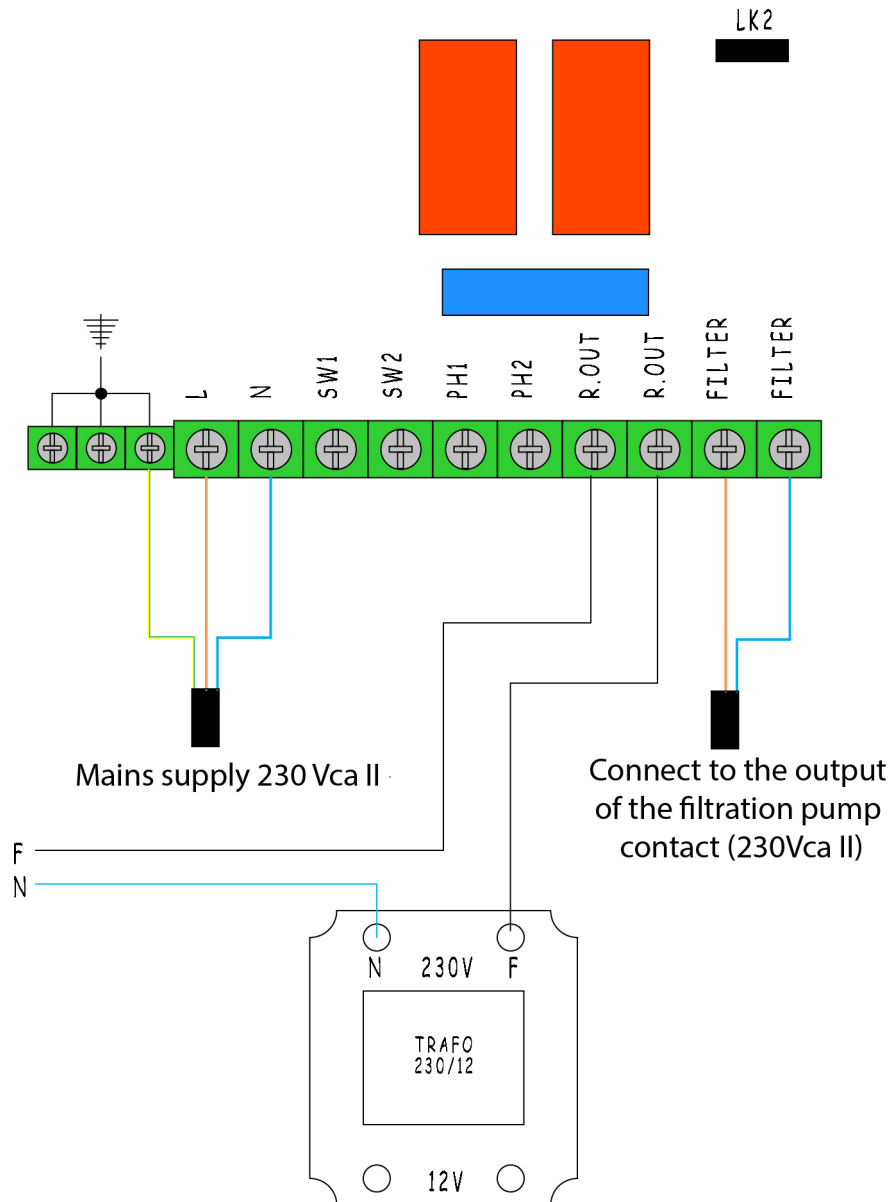 LK2
L
N
SW1
SW2
PH1
PH2
R.OUT
R.OUT
FILTER
FILTER
Mains supply 230 Vca II
Connect to the output
of the filtration pump
contact (230Vca II)
F
N
N 230V F
TRAFO
230/12
12V